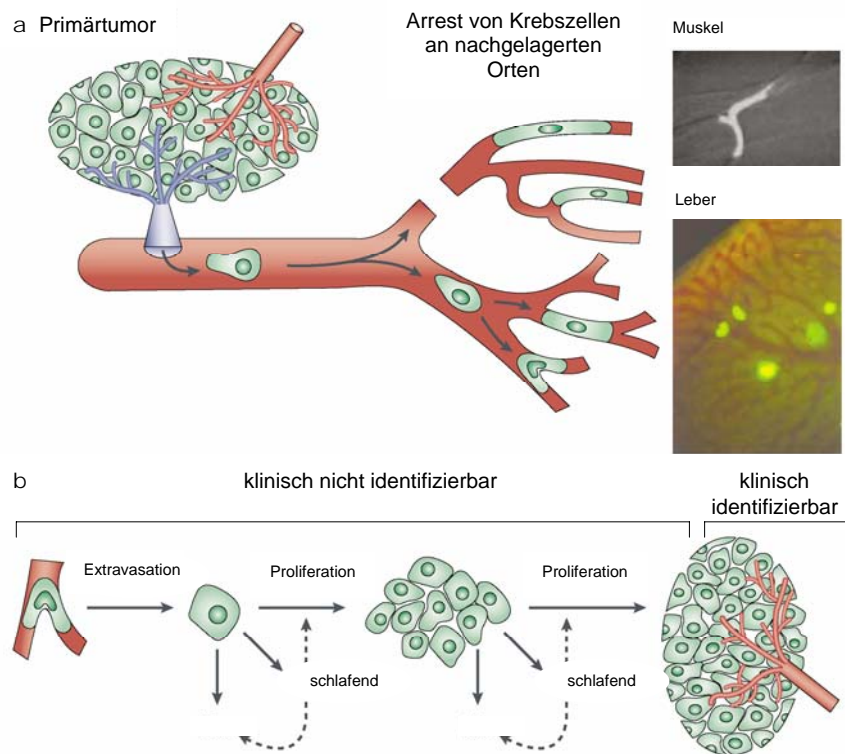 a Primärtumor
Arrest von Krebszellen
an nachgelagerten
Orten
Muskel
Leber
b
klinisch nicht identifizierbar
klinisch
identifizierbar
Extravasation
Proliferation
Proliferation
schlafend
schlafend